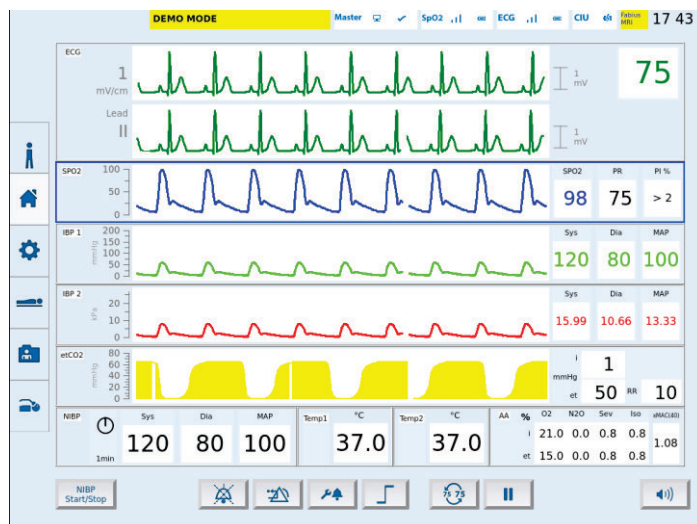 DEMO MODE Master SpO2 ECG CIU Fabius MRI 17 43
ECG
1 mV/cm
1 mV
75
Lead II
1 mV
SPO2 100 50 0
SPO2 PR PI %
98 75 > 2
IBP 1 mmHg 200 150 100 50 0
Sys Dia MAP
120 80 100
IBP 2 kPa 20 10 0
Sys Dia MAP
15.99 10.66 13.33
etCO2 mmHg 80 60 40 20 0
i 1
mmHg
et 50 RR 10
NIBP Sys Dia MAP Temp1 °C Temp2 °C AA % O2 N2O Sev Iso xMAC(40)
1min 120 80 100 37.0 37.0
i 21.0 0.0 0.8 0.8
1.08
et 15.0 0.0 0.8 0.8
NIBP
Start/Stop
75 75